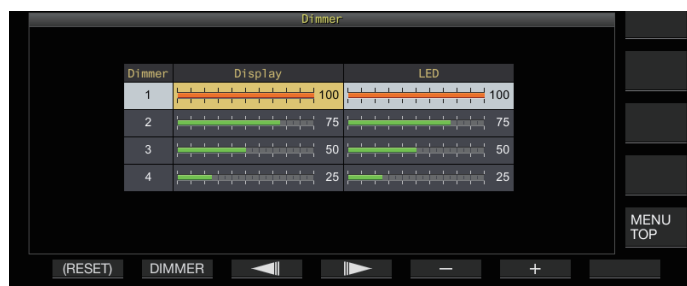 Dimmer
Dimmer Display LED
1 100 100
2 75 75
3 50 50
4 25 25
MENU
TOP
(RESET) DIMMER − +